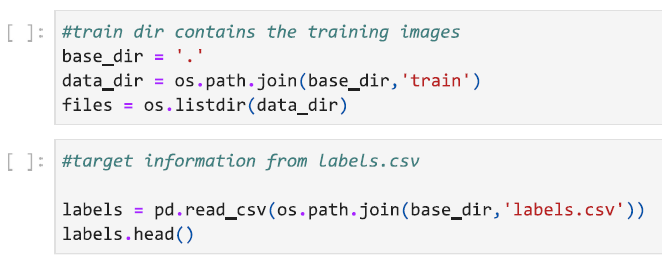 [ ]: #train dir contains the training images
base_dir = '.'
data_dir = os.path.join(base_dir,'train')
files = os.listdir(data_dir)
[ ]: #target information from labels.csv
labels = pd.read_csv(os.path.join(base_dir,'labels.csv'))
labels.head()